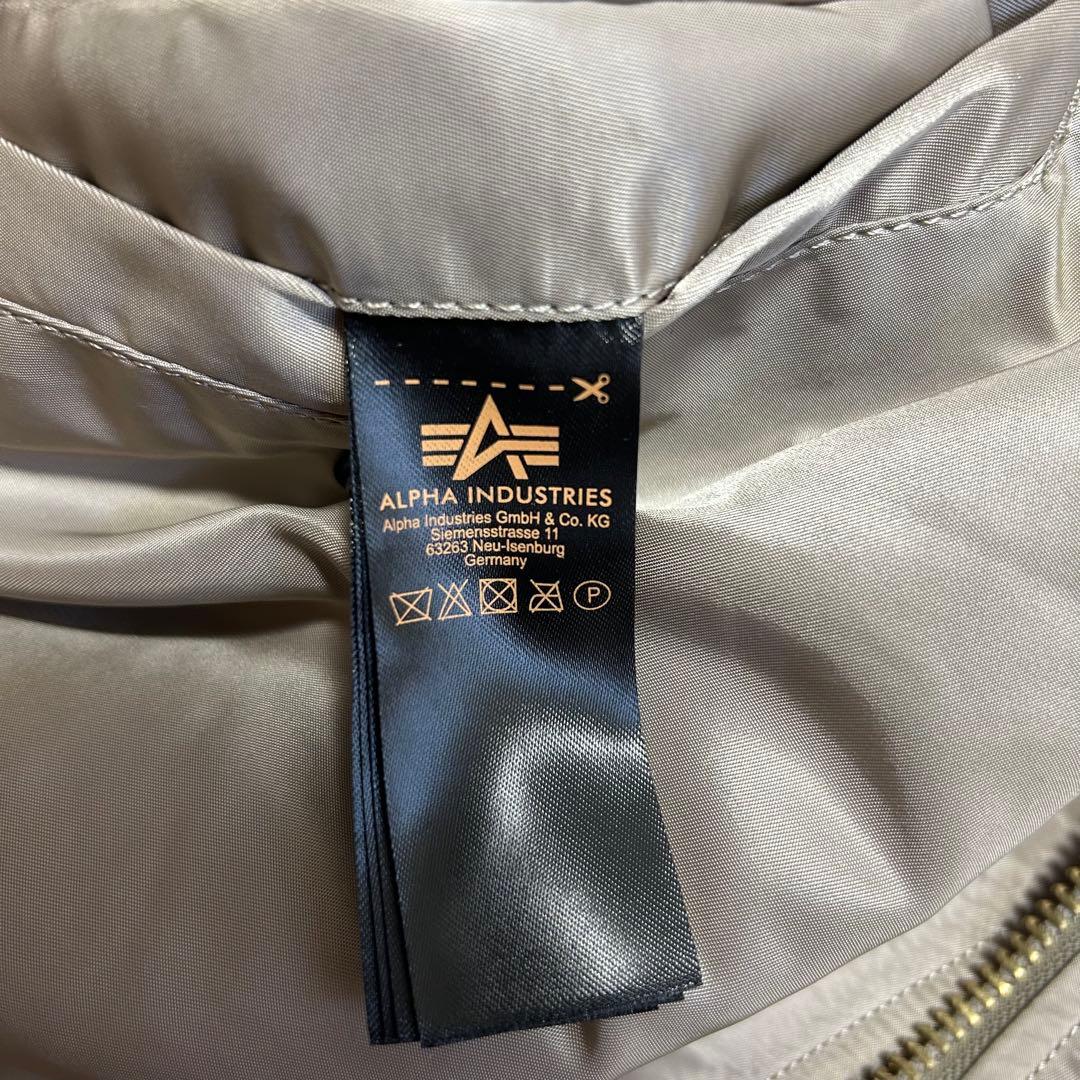 ALPHA INDUSTRIES
Alpha Industries GmbH & Co. KG
Siemensstrasse 11
63263 Neu-Isenburg
Germany
P